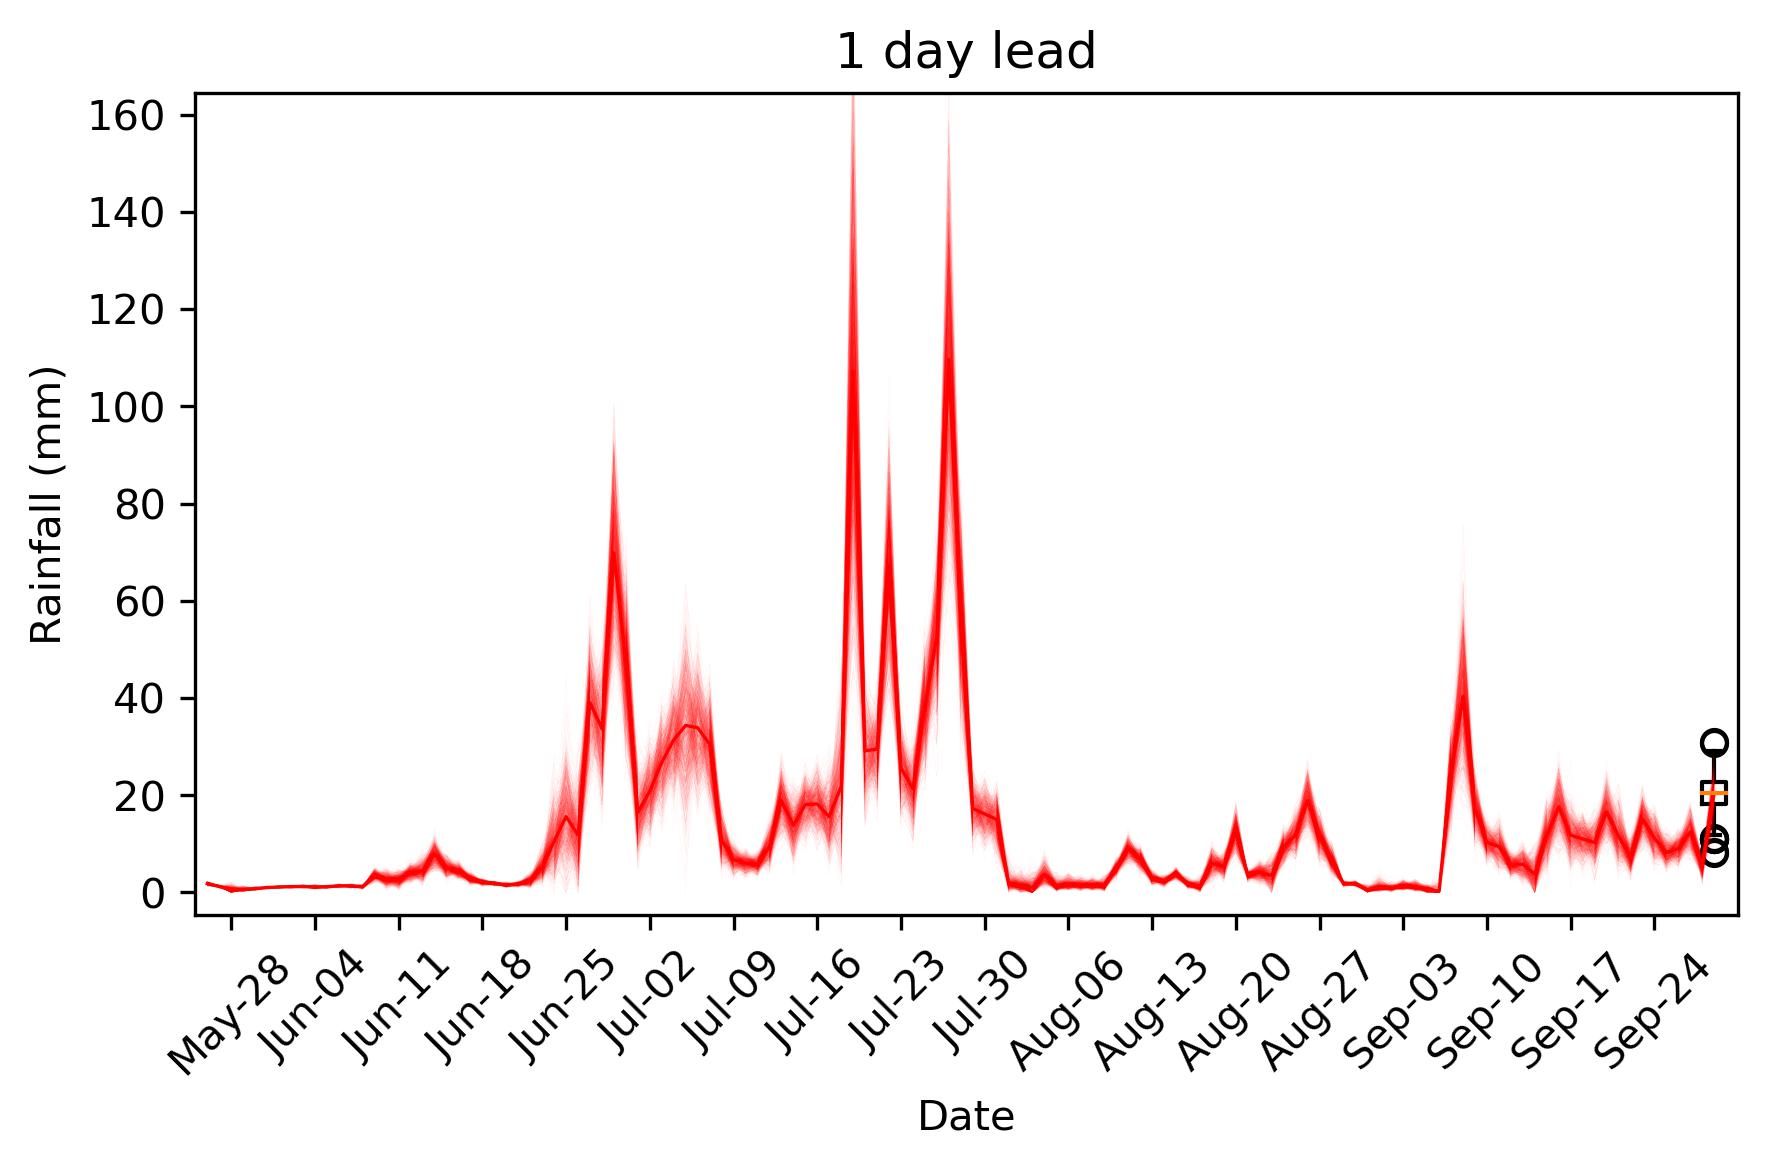 1 day lead
160
140
120
100
80
60
40
20
0
Rainfall (mm)
May-28
Jun-04
Jun-11
Jun-18
Jun-25
Jul-02
Jul-09
Jul-16
Jul-23
Jul-30
Aug-06
Aug-13
Aug-20
Aug-27
Sep-03
Sep-10
Sep-17
Sep-24
Date